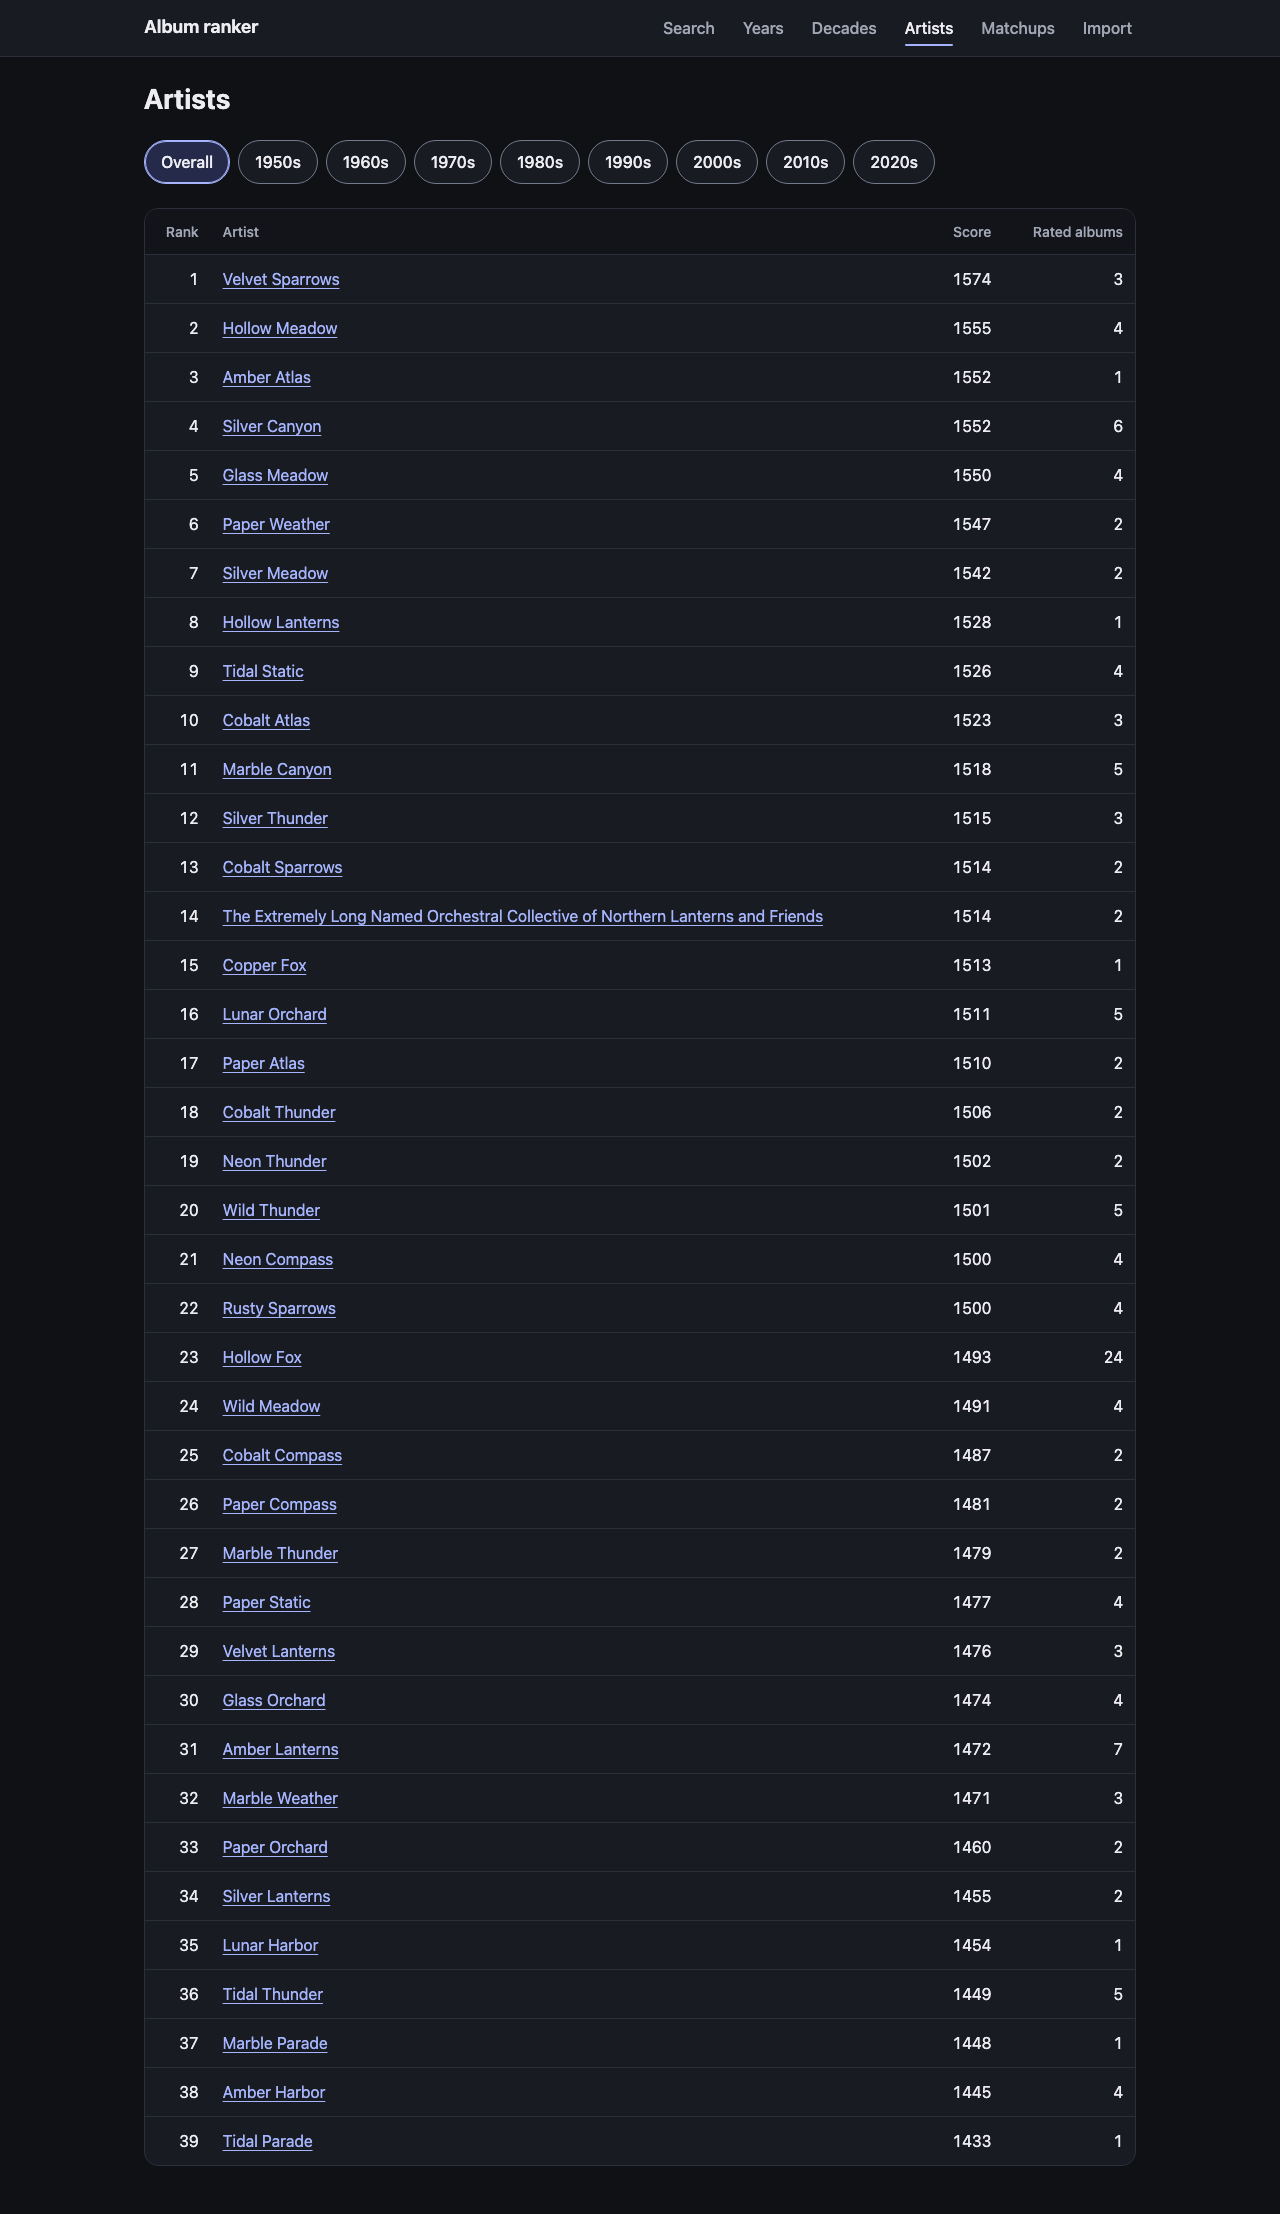 Album ranker Search Years Decades Artists Matchups Import
Artists
Overall 1950s 1960s 1970s 1980s 1990s 2000s 2010s 2020s
Rank Artist Score Rated albums
1 Velvet Sparrows 1574 3
2 Hollow Meadow 1555 4
3 Amber Atlas 1552 1
4 Silver Canyon 1552 6
5 Glass Meadow 1550 4
6 Paper Weather 1547 2
7 Silver Meadow 1542 2
8 Hollow Lanterns 1528 1
9 Tidal Static 1526 4
10 Cobalt Atlas 1523 3
11 Marble Canyon 1518 5
12 Silver Thunder 1515 3
13 Cobalt Sparrows 1514 2
14 The Extremely Long Named Orchestral Collective of Northern Lanterns and Friends 1514 2
15 Copper Fox 1513 1
16 Lunar Orchard 1511 5
17 Paper Atlas 1510 2
18 Cobalt Thunder 1506 2
19 Neon Thunder 1502 2
20 Wild Thunder 1501 5
21 Neon Compass 1500 4
22 Rusty Sparrows 1500 4
23 Hollow Fox 1493 24
24 Wild Meadow 1491 4
25 Cobalt Compass 1487 2
26 Paper Compass 1481 2
27 Marble Thunder 1479 2
28 Paper Static 1477 4
29 Velvet Lanterns 1476 3
30 Glass Orchard 1474 4
31 Amber Lanterns 1472 7
32 Marble Weather 1471 3
33 Paper Orchard 1460 2
34 Silver Lanterns 1455 2
35 Lunar Harbor 1454 1
36 Tidal Thunder 1449 5
37 Marble Parade 1448 1
38 Amber Harbor 1445 4
39 Tidal Parade 1433 1